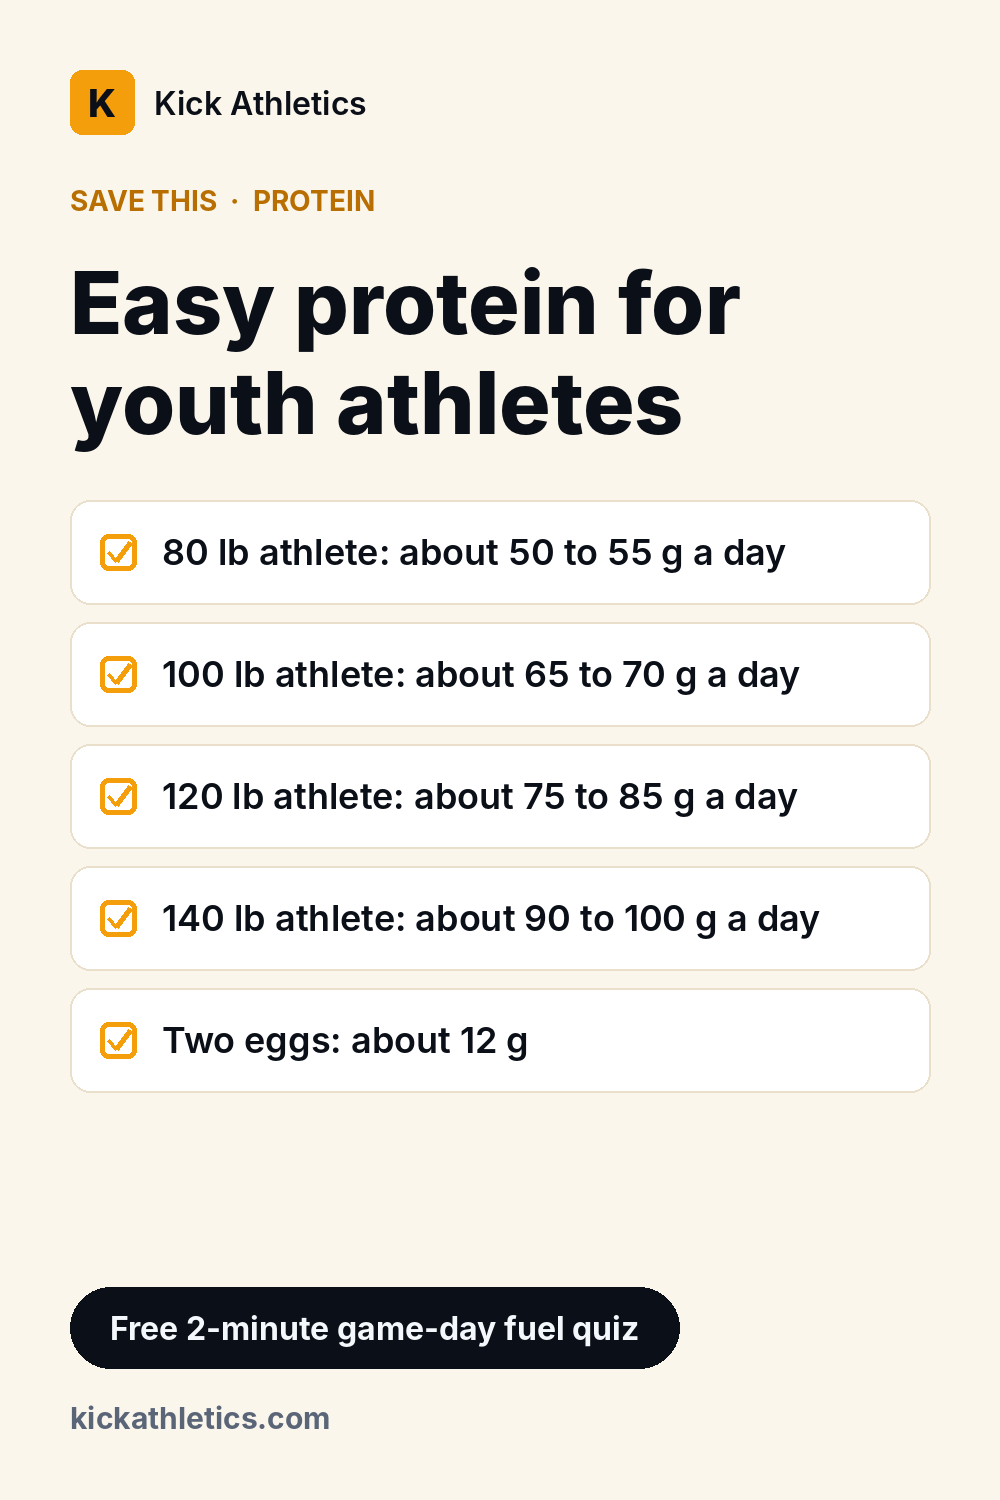 K
Kick Athletics
SAVE THIS · PROTEIN
Easy protein for
youth athletes
80 lb athlete: about 50 to 55 g a day
100 lb athlete: about 65 to 70 g a day
120 lb athlete: about 75 to 85 g a day
140 lb athlete: about 90 to 100 g a day
Two eggs: about 12 g
Free 2-minute game-day fuel quiz
kickathletics.com